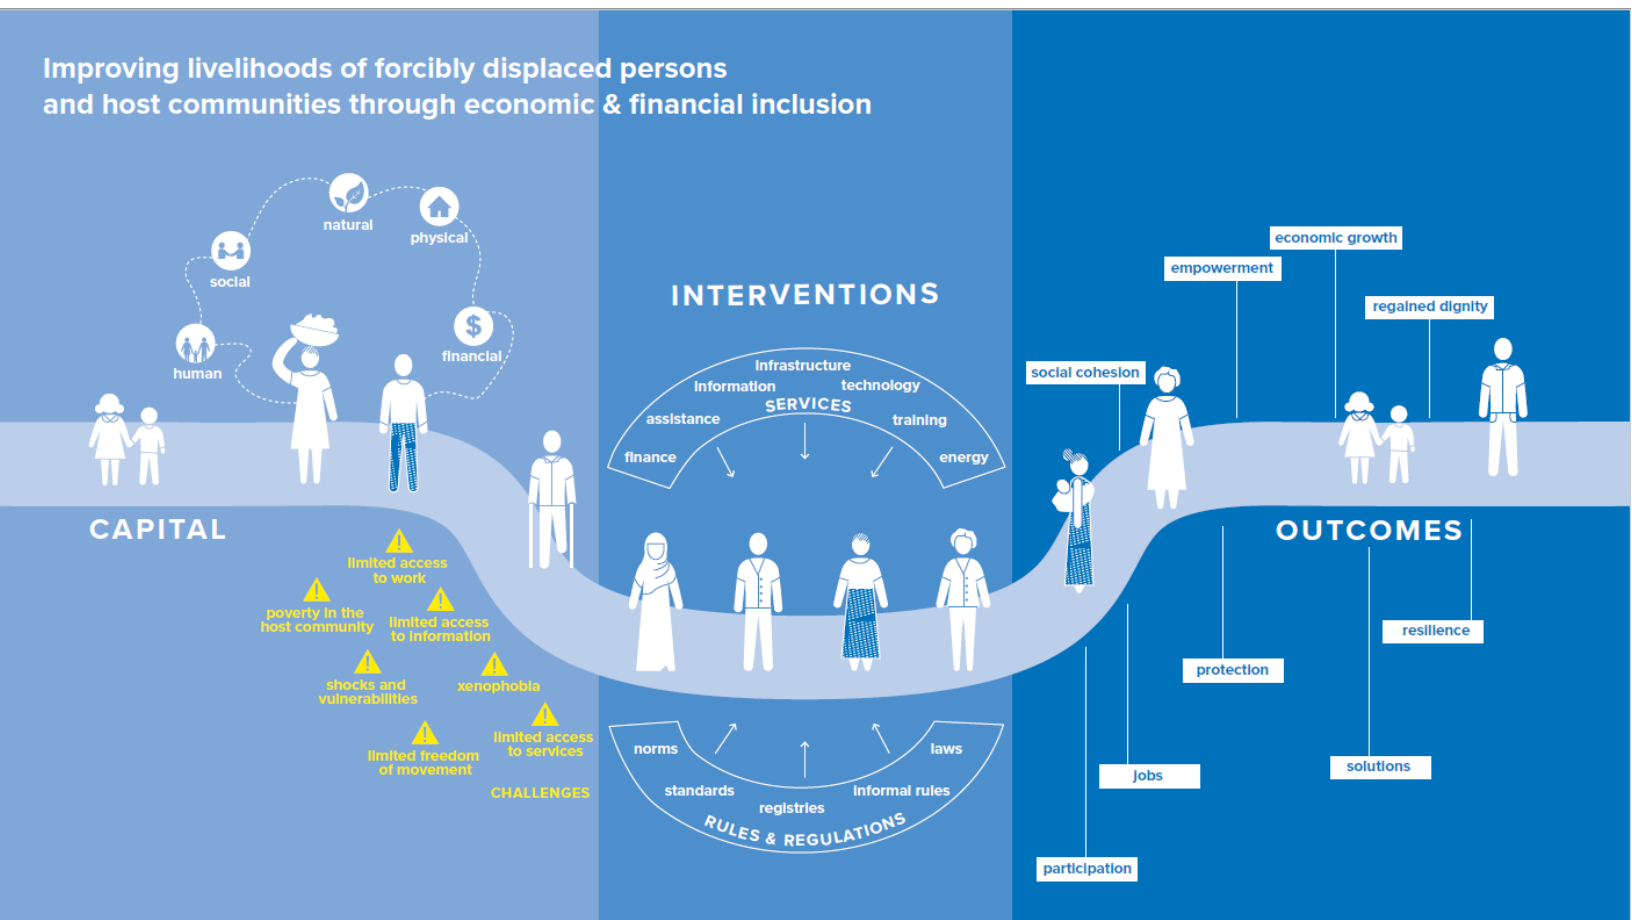 Improving livelihoods of forcibly displaced persons
and host communities through economic & financial inclusion
natural
physical
social
human
$
financial
CAPITAL
limited access
to work
poverty in the
host community
limited access
to information
shocks and
vulnerabilities
xenophobia
limited freedom
of movement
limited access
to services
CHALLENGES
INTERVENTIONS
infrastructure
information
technology
SERVICES
assistance
training
finance
energy
norms
laws
standards
informal rules
registries
RULES & REGULATIONS
economic growth
empowerment
regained dignity
social cohesion
OUTCOMES
resilience
protection
solutions
jobs
participation